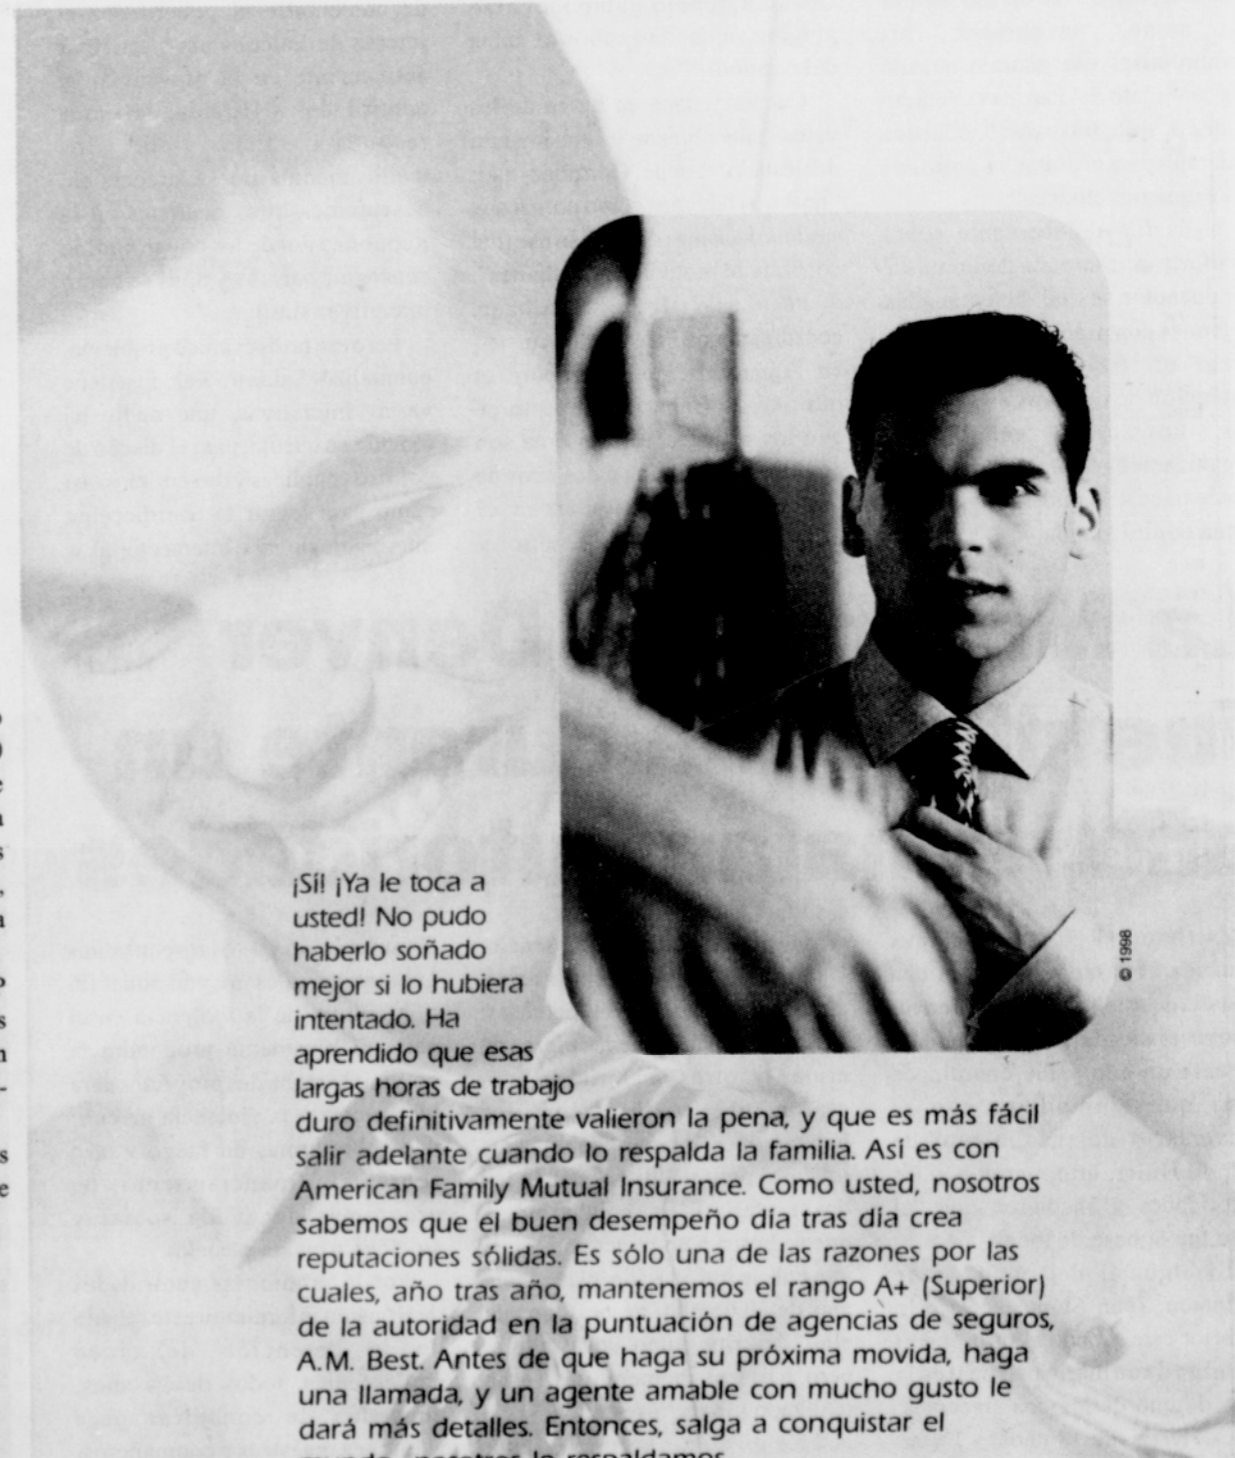 ¡Sí! ¡Ya le toca a
usted! No pudo
haberlo soñado
mejor si lo hubiera
intentado. Ha
aprendido que esas
largas horas de trabajo
duro definitivamente valieron la pena, y que es más fácil
salir adelante cuando lo respalda la familia. Así es con
American Family Mutual Insurance. Como usted, nosotros
sabemos que el buen desempeño día tras día crea
reputaciones sólidas. Es sólo una de las razones por las
cuales, año tras año, mantenemos el rango A+ (Superior)
de la autoridad en la puntuación de agencias de seguros,
A.M. Best. Antes de que haga su próxima movida, haga
una llamada, y un agente amable con mucho gusto le
dará más detalles. Entonces, salga a conquistar el
© 1998